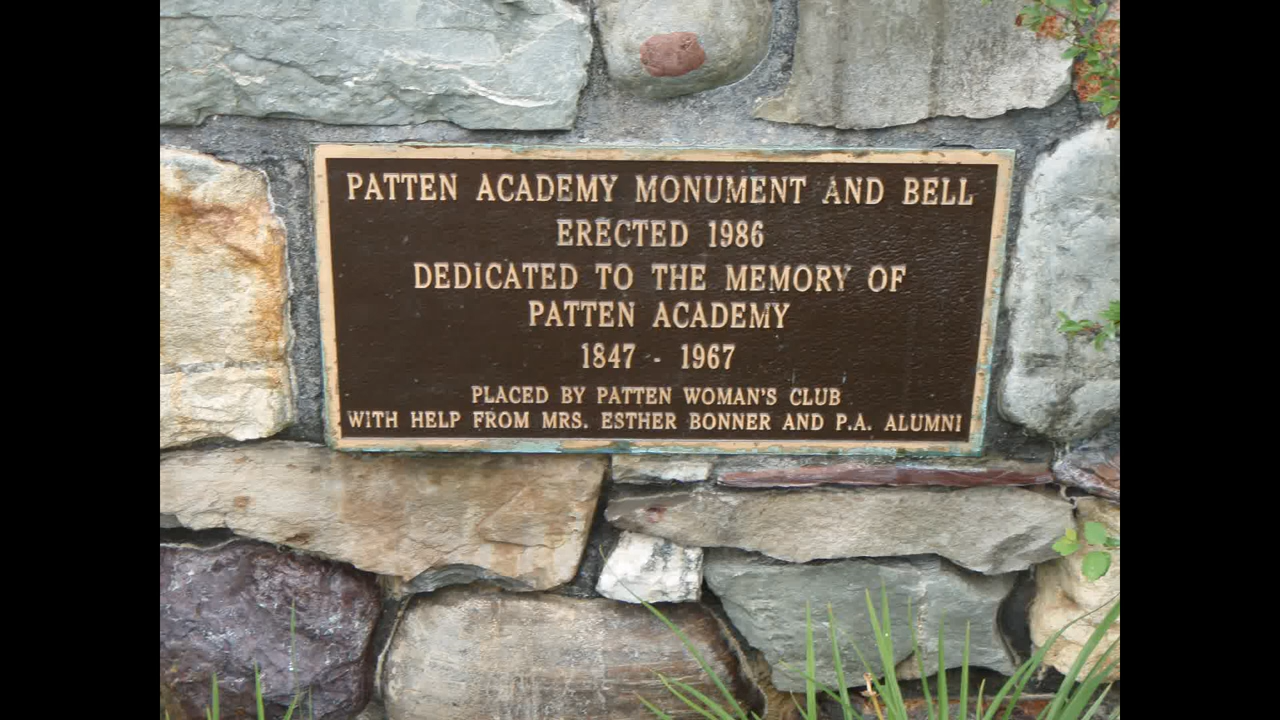 PATTEN ACADEMY MONUMENT AND BELL
ERECTED 1986
DEDICATED TO THE MEMORY OF
PATTEN ACADEMY
1847 - 1967
PLACED BY PATTEN WOMAN'S CLUB
WITH HELP FROM MRS. ESTHER BONNER AND P.A. ALUMNI